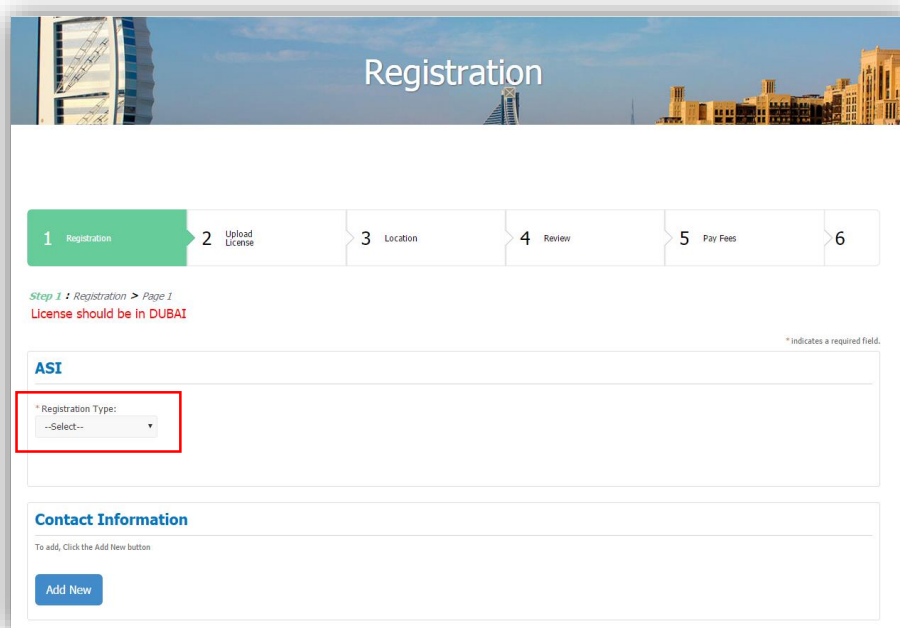 Registration
1 Registration
2 Upload License
3 Location
4 Review
5 Pay Fees
6
Step 1 : Registration > Page 1
License should be in DUBAI
* indicates a required field.
ASI
* Registration Type:
--Select--
Contact Information
To add, Click the Add New button
Add New